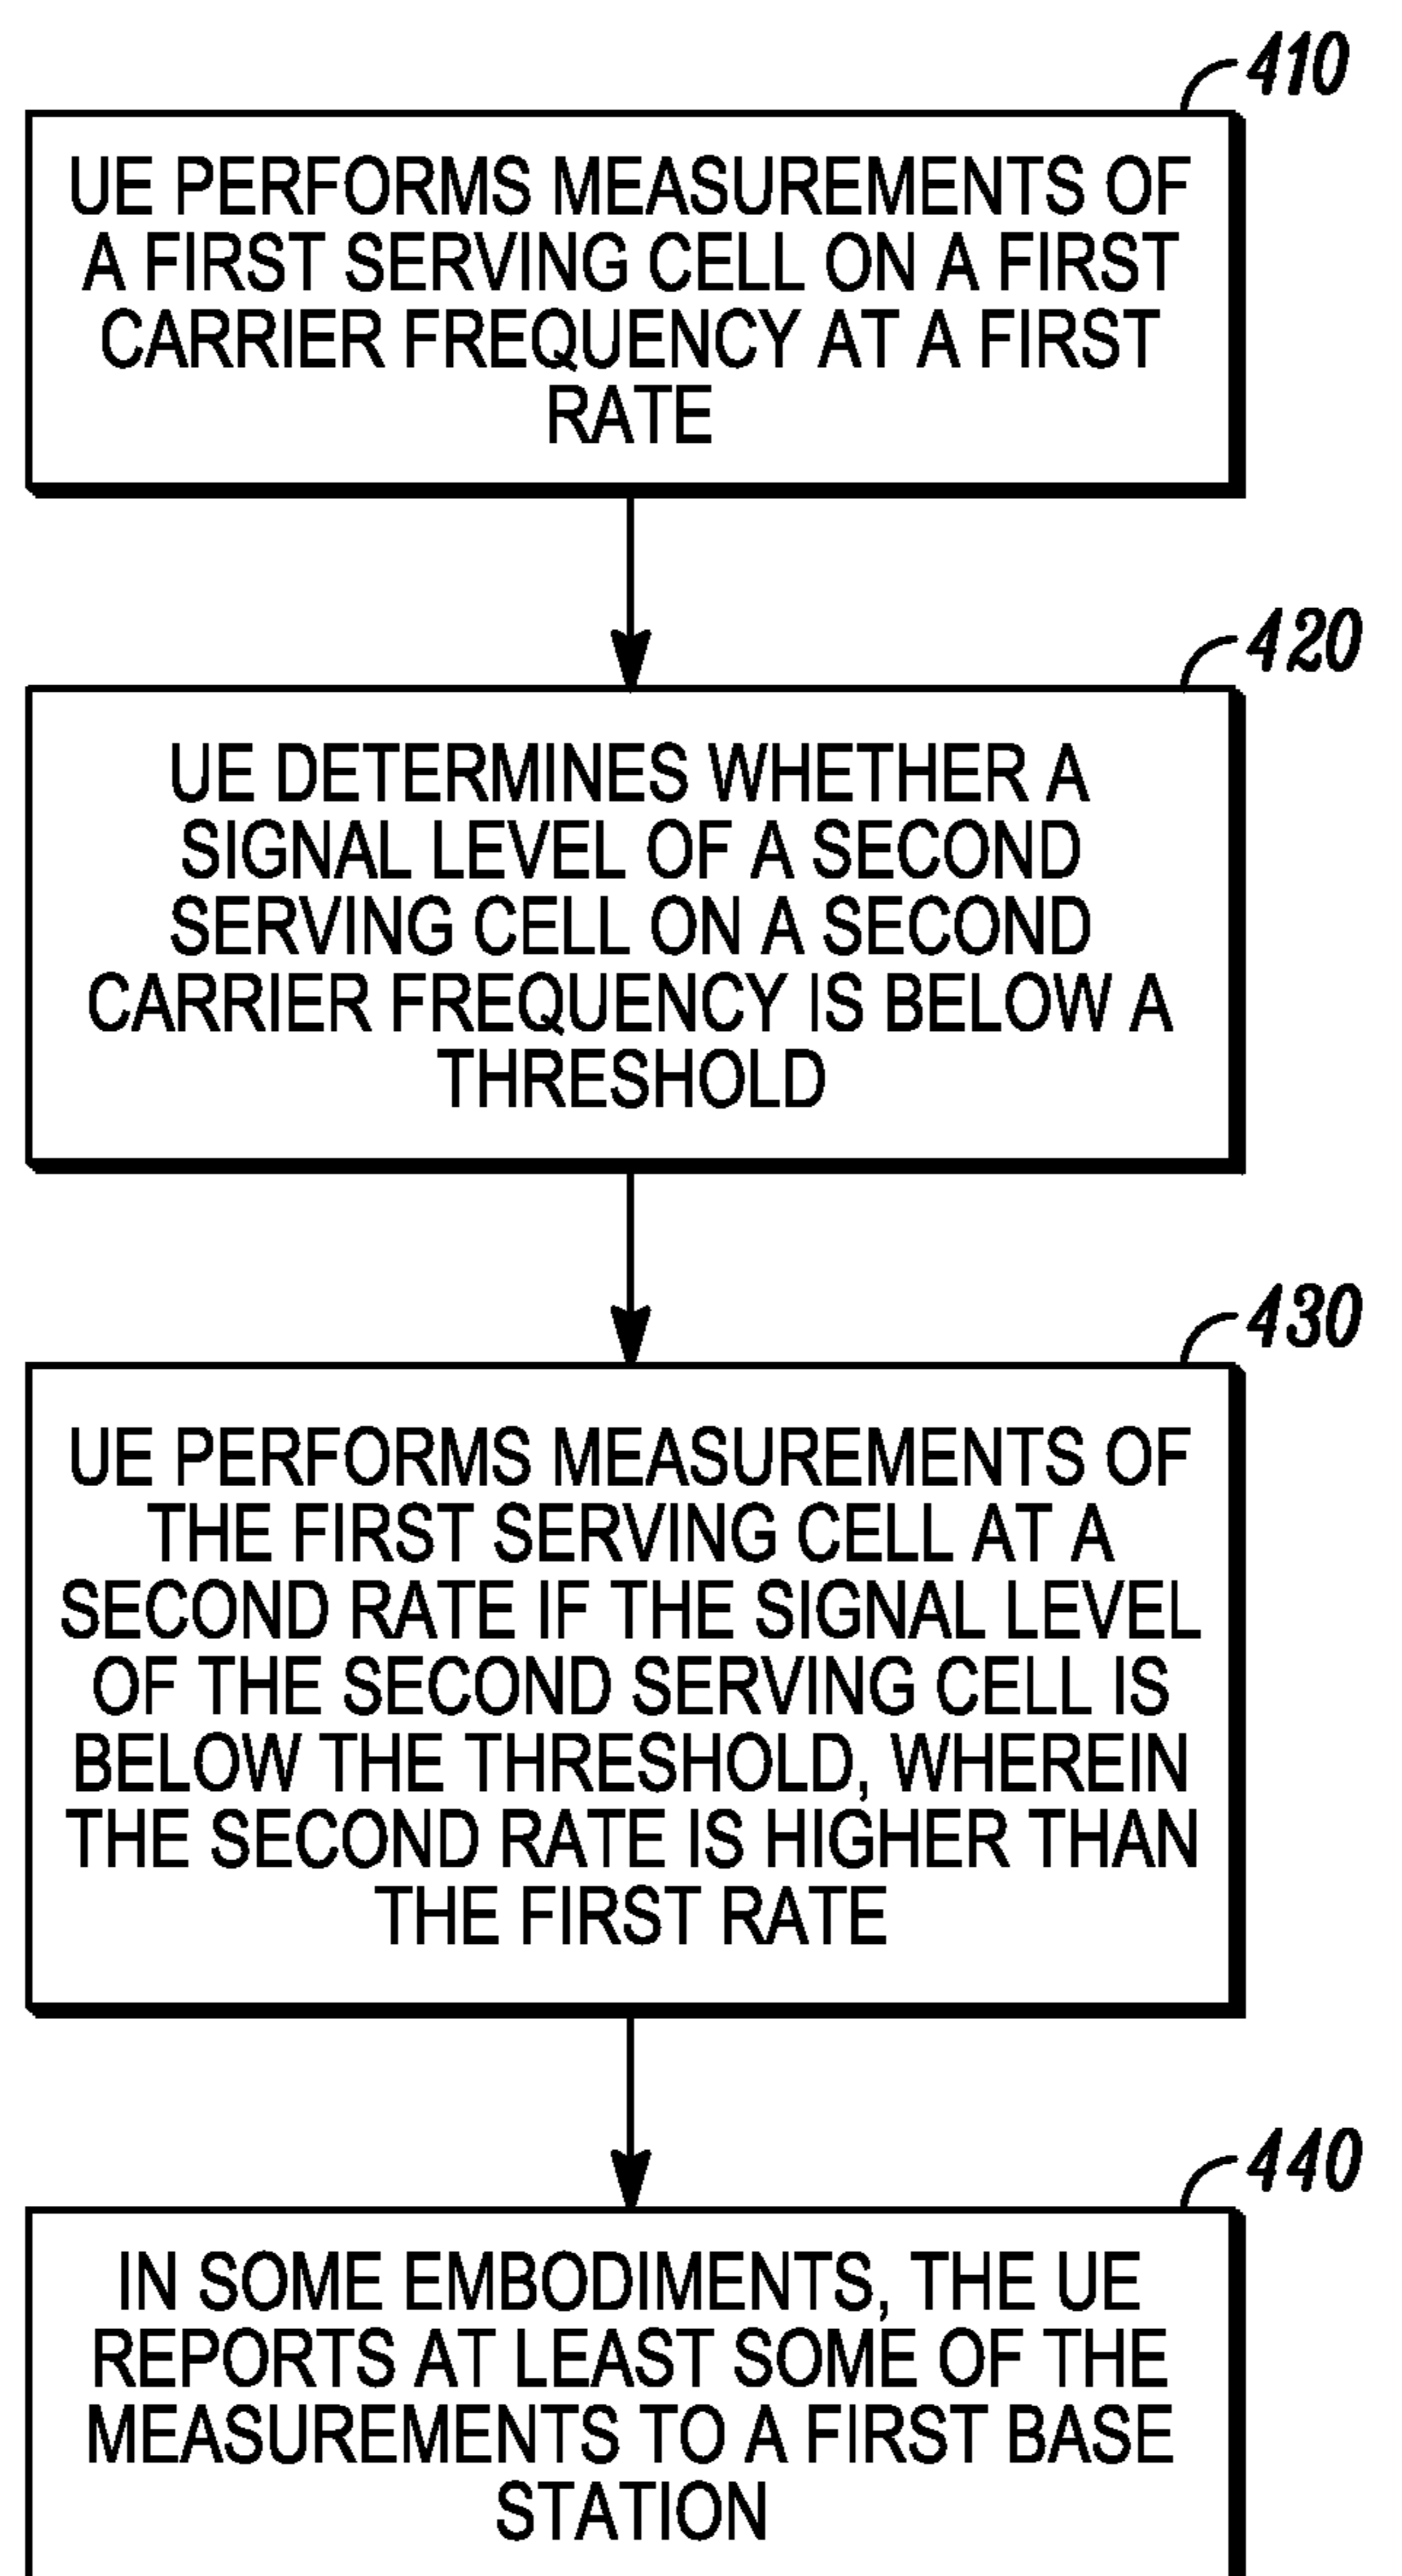 410
UE PERFORMS MEASUREMENTS OF
A FIRST SERVING CELL ON A FIRST
CARRIER FREQUENCY AT A FIRST
RATE
420
UE DETERMINES WHETHER A
SIGNAL LEVEL OF A SECOND
SERVING CELL ON A SECOND
CARRIER FREQUENCY IS BELOW A
THRESHOLD
430
UE PERFORMS MEASUREMENTS OF
THE FIRST SERVING CELL AT A
SECOND RATE IF THE SIGNAL LEVEL
OF THE SECOND SERVING CELL IS
BELOW THE THRESHOLD, WHEREIN
THE SECOND RATE IS HIGHER THAN
THE FIRST RATE
440
IN SOME EMBODIMENTS, THE UE
REPORTS AT LEAST SOME OF THE
MEASUREMENTS TO A FIRST BASE
STATION